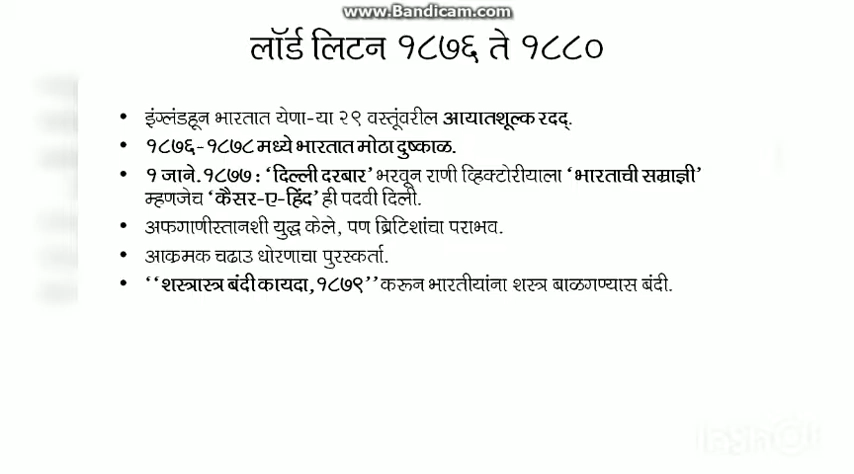 www.Bandicam.com
लॉर्ड लिटन १८७६ ते १८८०
• इंग्लंडहून भारतात येणा-या २९ वस्तूंवरील आयातशूल्क रदद्.
• १८७६-१८७८ मध्ये भारतात मोठा दुष्काळ.
• १ जाने.१८७७ : ‘दिल्ली दरबार’ भरवून राणी व्हिक्टोरीयाला ‘भारताची सम्राज्ञी’
म्हणजेच ‘कैसर-ए-हिंद’ ही पदवी दिली.
• अफगाणीस्तानशी युद्ध केले, पण ब्रिटिशांचा पराभव.
• आक्रमक चढाउ धोरणाचा पुरस्कर्ता.
• ‘‘शस्त्रास्त्र बंदी कायदा,१८७९’’ करून भारतीयांना शस्त्र बाळगण्यास बंदी.